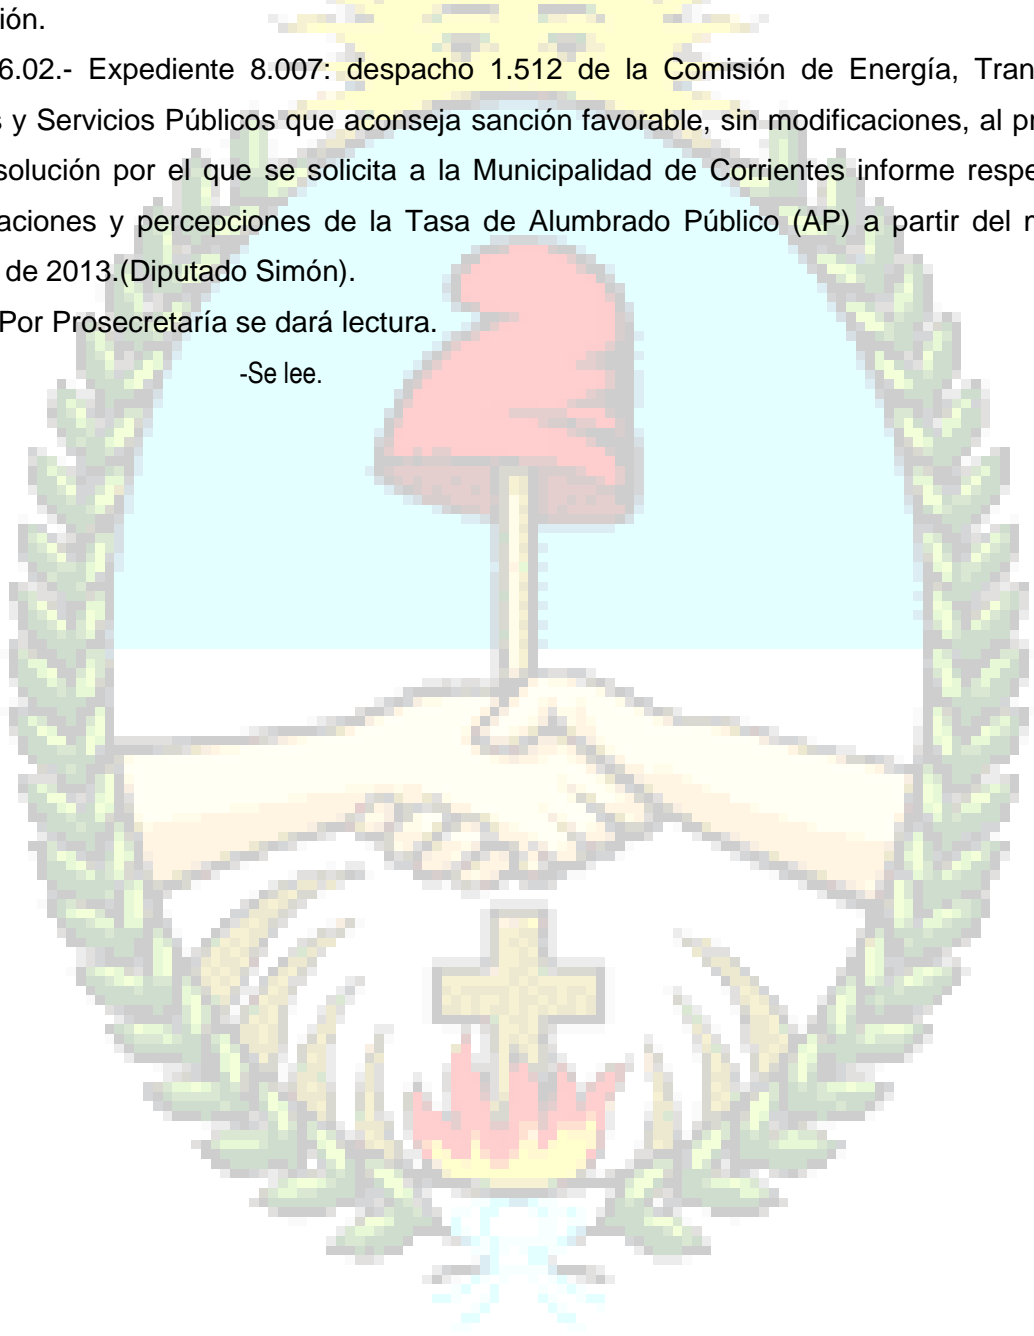 ión.
6.02.- Expediente 8.007: despacho 1.512 de la Comisión de Energía, Tran
s y Servicios Públicos que aconseja sanción favorable, sin modificaciones, al pr
solución por el que se solicita a la Municipalidad de Corrientes informe respe
aciones y percepciones de la Tasa de Alumbrado Público (AP) a partir del
de 2013.(Diputado Simón).
Por Prosecretaría se dará lectura.
-Se lee.